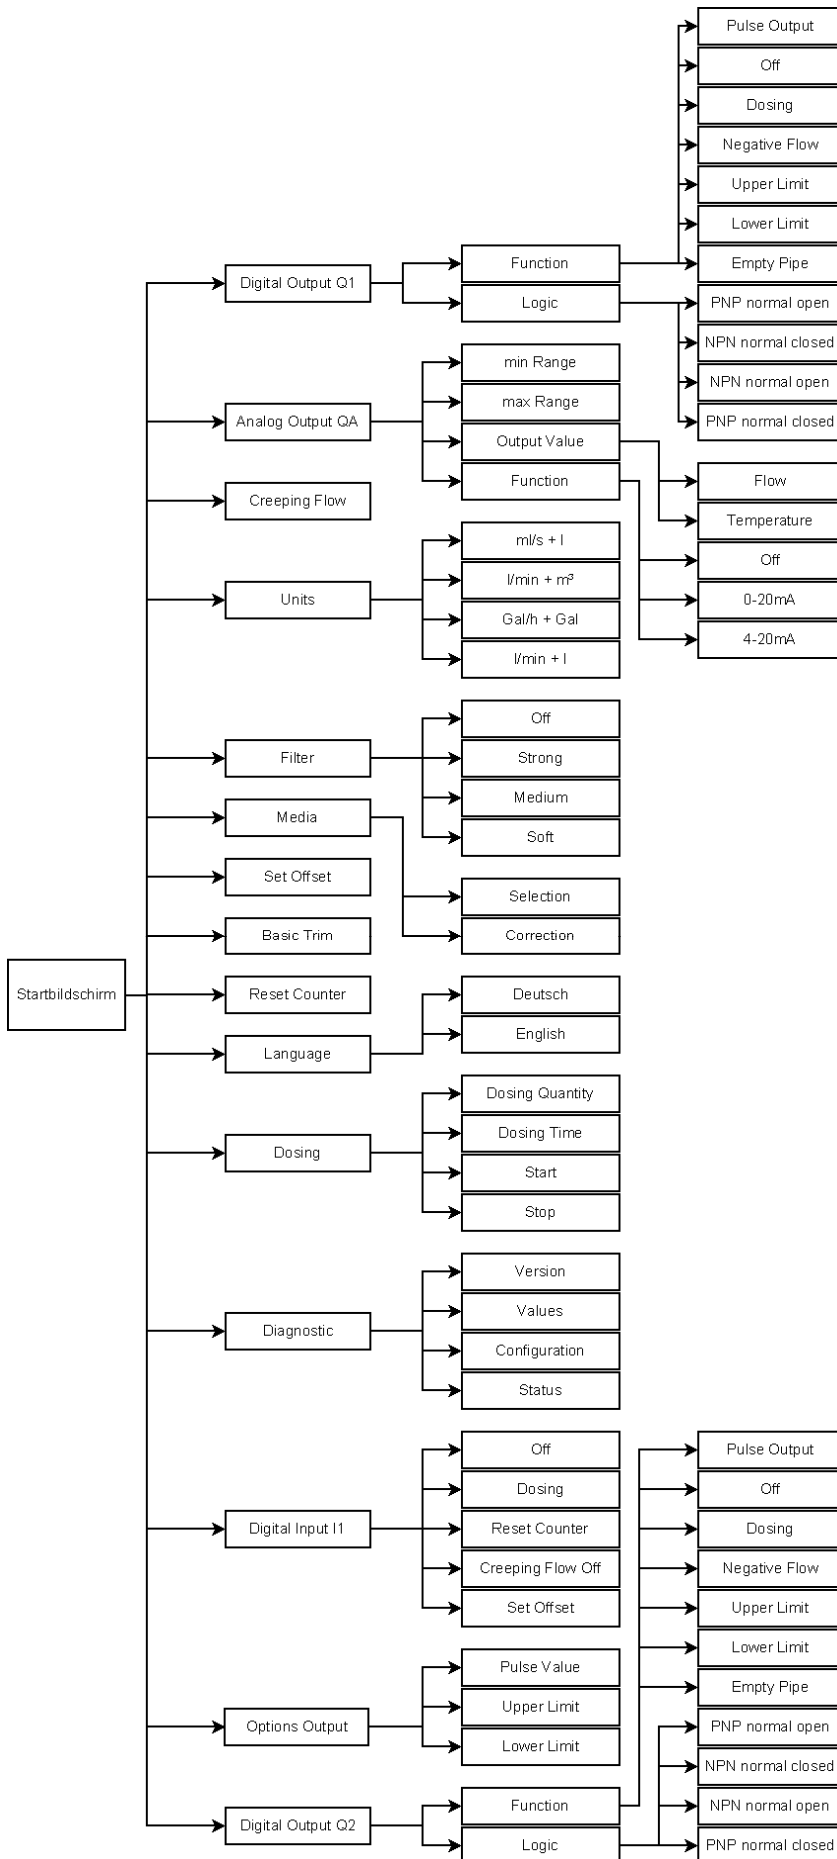 Pulse Output
Off
Dosing
Negative Flow
Upper Limit
Lower Limit
Digital Output Q1
Function
Empty Pipe
Logic
PNP normal open
NPN normal closed
NPN normal open
PNP normal closed
Analog Output QA
min Range
max Range
Output Value
Function
Flow
Temperature
Off
0-20mA
4-20mA
Creeping Flow
Units
ml/s + l
l/min + m³
Gal/h + Gal
l/min + l
Filter
Off
Strong
Medium
Soft
Media
Selection
Correction
Set Offset
Basic Trim
Startbildschirm
Reset Counter
Language
Deutsch
English
Dosing
Dosing Quantity
Dosing Time
Start
Stop
Diagnostic
Version
Values
Configuration
Status
Digital Input I1
Off
Dosing
Reset Counter
Creeping Flow Off
Set Offset
Options Output
Pulse Value
Upper Limit
Lower Limit
Digital Output Q2
Function
Logic
Pulse Output
Off
Dosing
Negative Flow
Upper Limit
Lower Limit
Empty Pipe
PNP normal open
NPN normal closed
NPN normal open
PNP normal closed